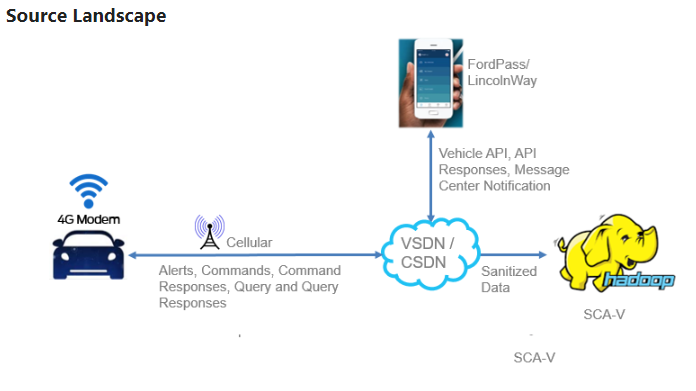 Source Landscape
FordPass/
LincolnWay
Vehicle API, API
Responses, Message
Center Notification
4G Modem
Cellular
VSDN /
CSDN
Alerts, Commands, Command
Responses, Query and Query
Responses
Sanitized
Data
hadoop
SCA-V
SCA-V